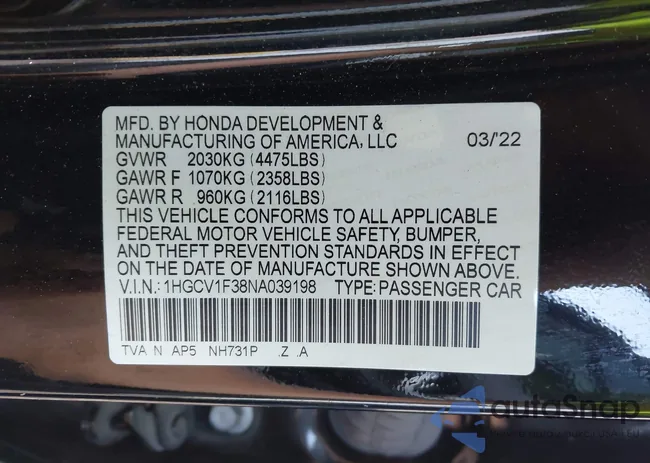 MFD. BY HONDA DEVELOPMENT &
MANUFACTURING OF AMERICA, LLC 03/'22
GVWR 2030KG (4475LBS)
GAWR F 1070KG (2358LBS)
GAWR R 960KG (2116LBS)
THIS VEHICLE CONFORMS TO ALL APPLICABLE
FEDERAL MOTOR VEHICLE SAFETY, BUMPER,
AND THEFT PREVENTION STANDARDS IN EFFECT
ON THE DATE OF MANUFACTURE SHOWN ABOVE.
V.I.N.: 1HGCV1F38NA039198 TYPE: PASSENGER CAR
TVA N AP5 NH731P .Z .A
autoSnap